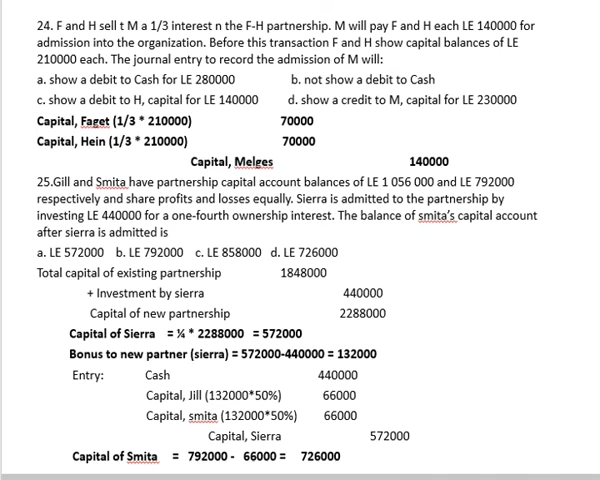 24. F and H sell t M a 1/3 interest n the F-H partnership. M will pay F and H each LE 140000 for
admission into the organization. Before this transaction F and H show capital balances of LE
210000 each. The journal entry to record the admission of M will:
a. show a debit to Cash for LE 280000 b. not show a debit to Cash
c. show a debit to H, capital for LE 140000 d. show a credit to M, capital for LE 230000
Capital, Faget (1/3 * 210000) 70000
Capital, Hein (1/3 * 210000) 70000
Capital, Melges 140000
25.Gill and Smita have partnership capital account balances of LE 1 056 000 and LE 792000
respectively and share profits and losses equally. Sierra is admitted to the partnership by
investing LE 440000 for a one-fourth ownership interest. The balance of smita's capital account
after sierra is admitted is
a. LE 572000 b. LE 792000 c. LE 858000 d. LE 726000
Total capital of existing partnership 1848000
+ Investment by sierra 440000
Capital of new partnership 2288000
Capital of Sierra = ¼ * 2288000 = 572000
Bonus to new partner (sierra) = 572000-440000 = 132000
Entry: Cash 440000
Capital, Jill (132000*50%) 66000
Capital, smita (132000*50%) 66000
Capital, Sierra 572000
Capital of Smita = 792000 - 66000 = 726000